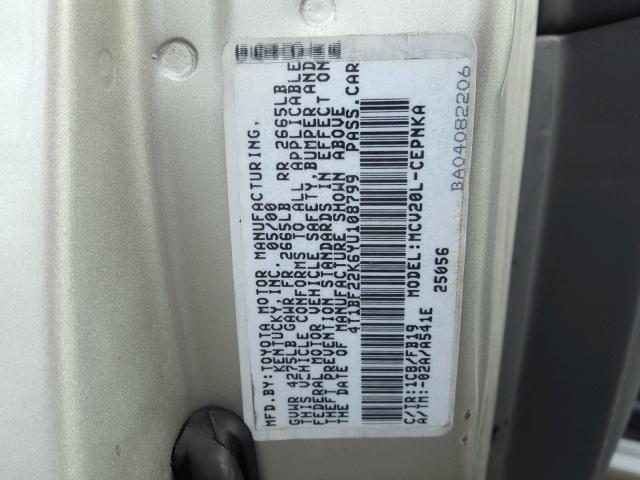 MFD.BY:TOYOTA MOTOR MANUFACTURING,
KENTUCKY,INC. 05/00
GVWR 4275LB GAWR FR 2665LB RR 2665LB
THIS VEHICLE CONFORMS TO ALL APPLICABLE
FEDERAL MOTOR VEHICLE SAFETY,BUMPER AND
THEFT PREVENTION STANDARDS IN EFFECT ON
THE DATE OF MANUFACTURE SHOWN ABOVE
4T1BF22K6YU108799 PASS.CAR
C/TR:1C8/FB19 MODEL:MCV20L-CEPNKA
A/TM:-02A/A541E 25056
BA04082206